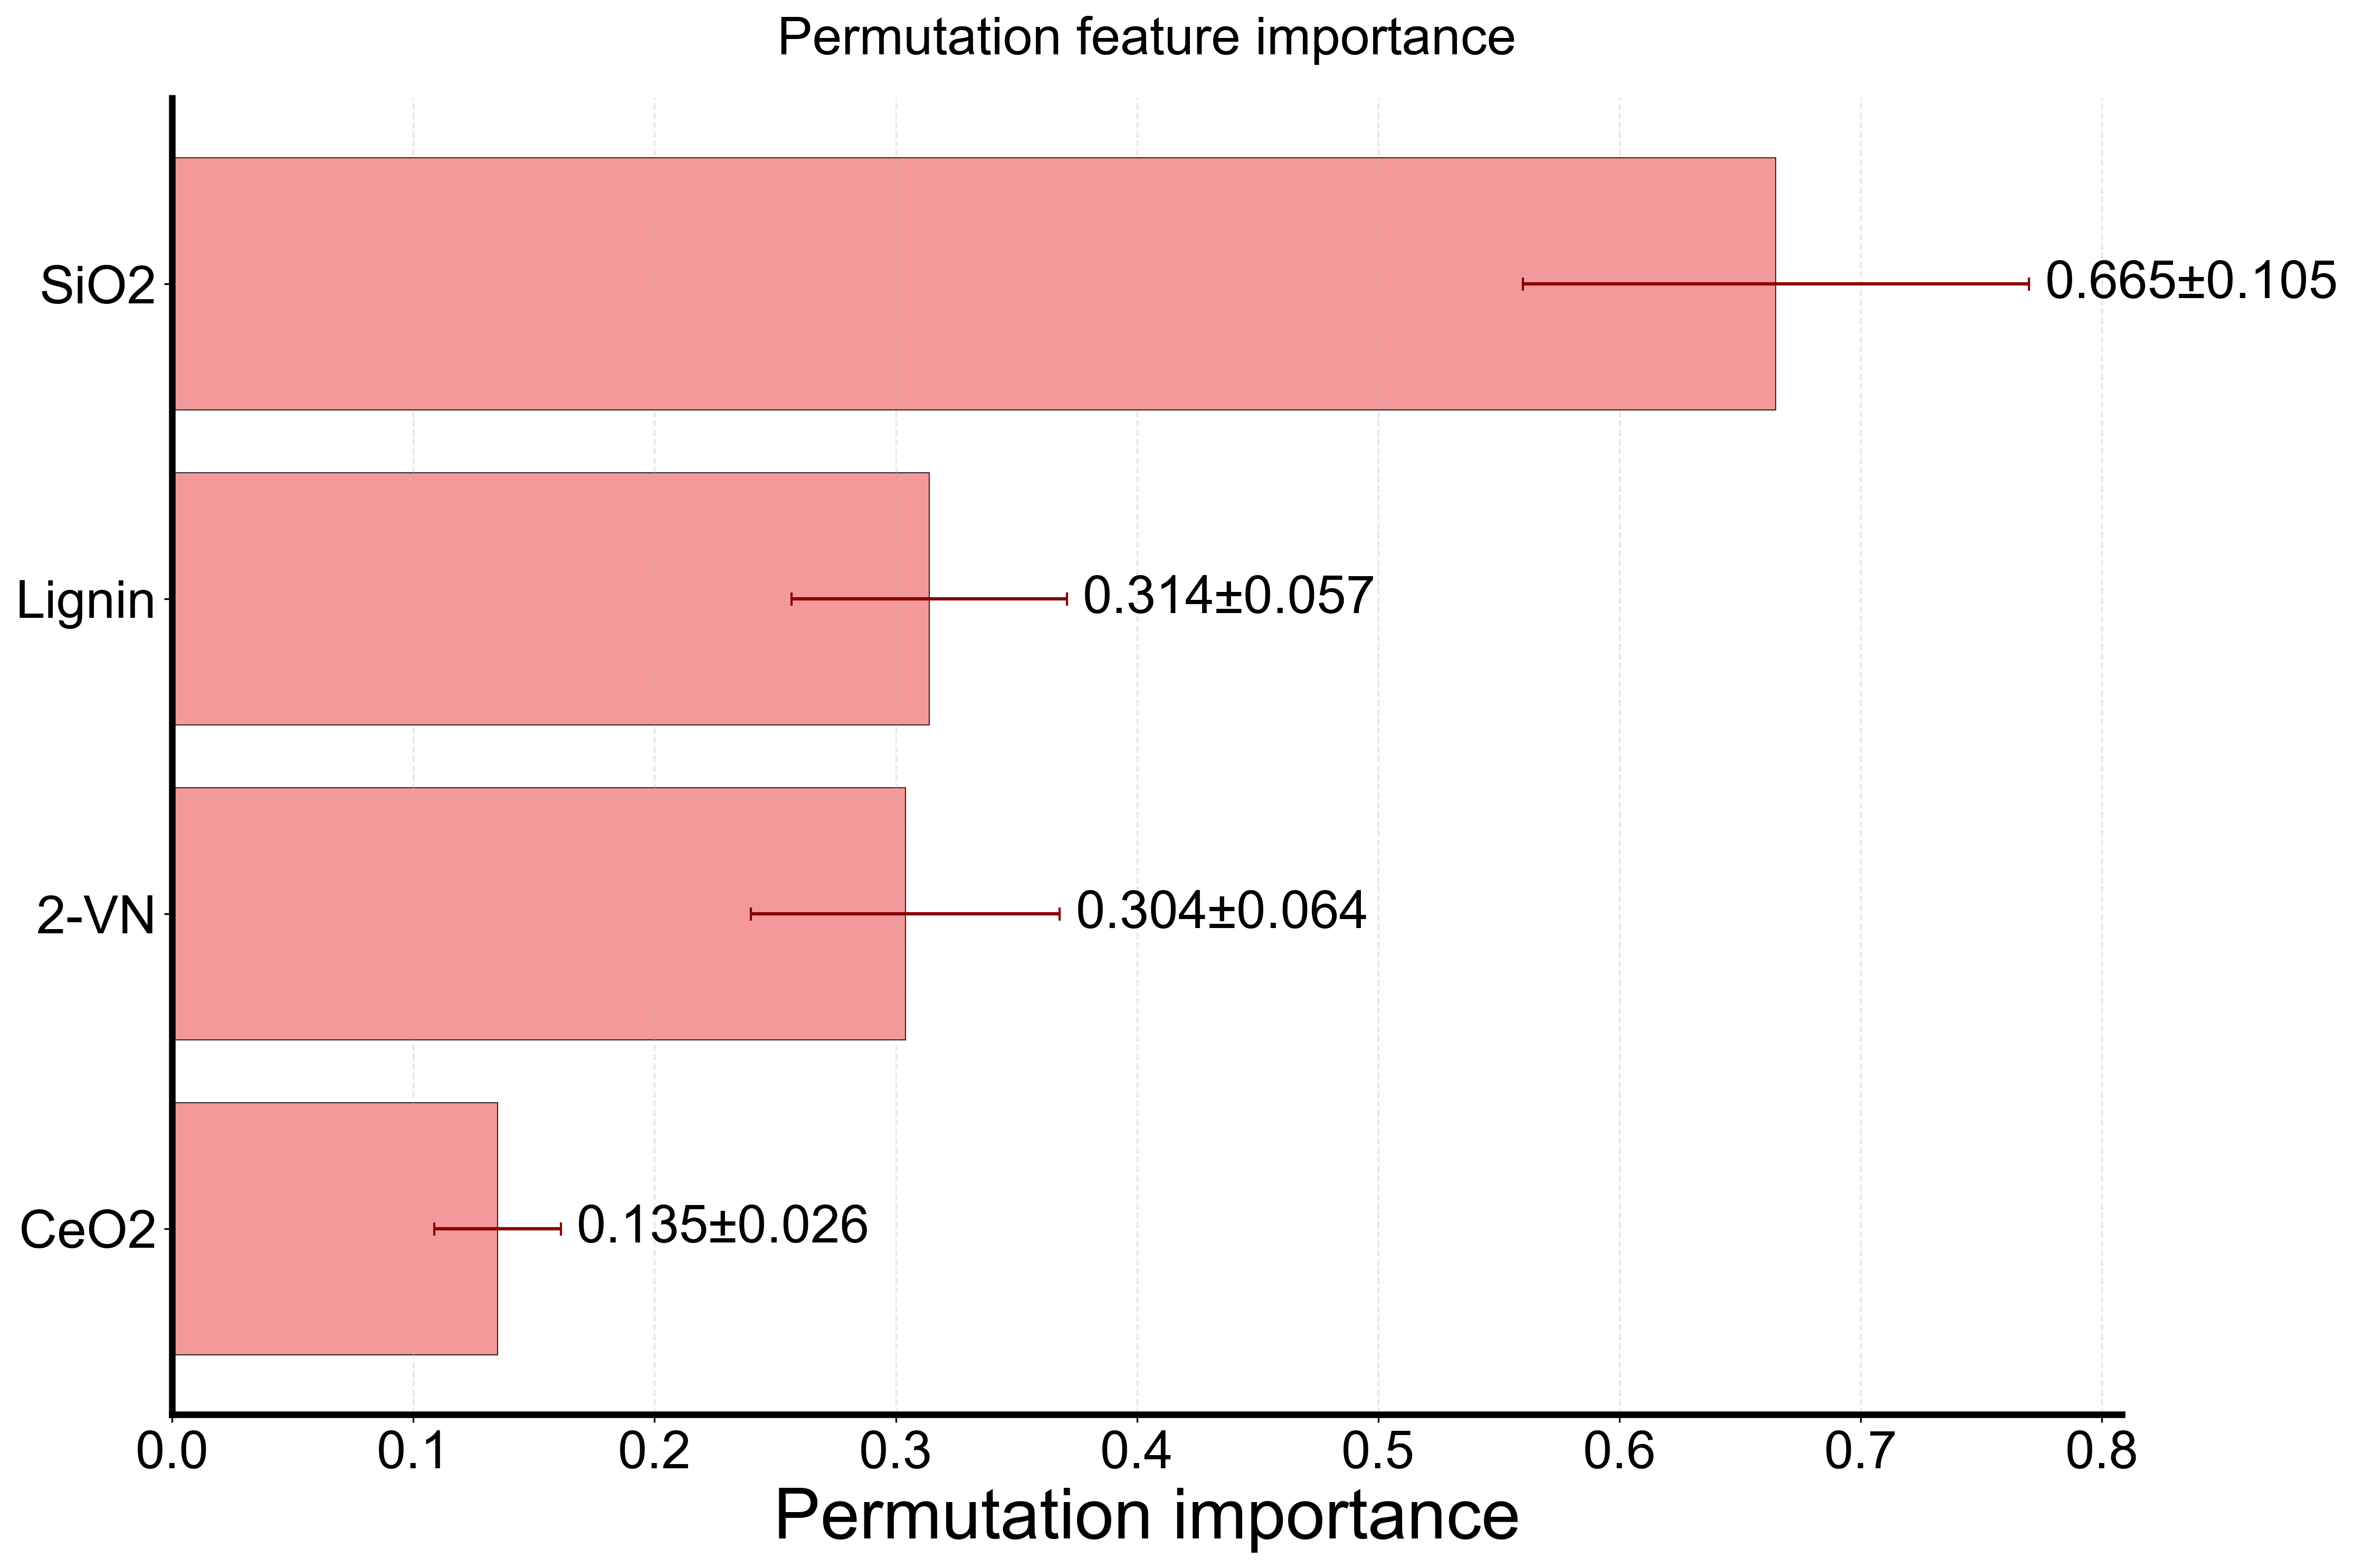 Permutation feature importance
SiO2
0.665±0.105
Lignin
0.314±0.057
2-VN
0.304±0.064
CeO2
0.135±0.026
0.0 0.1 0.2 0.3 0.4 0.5 0.6 0.7 0.8
Permutation importance